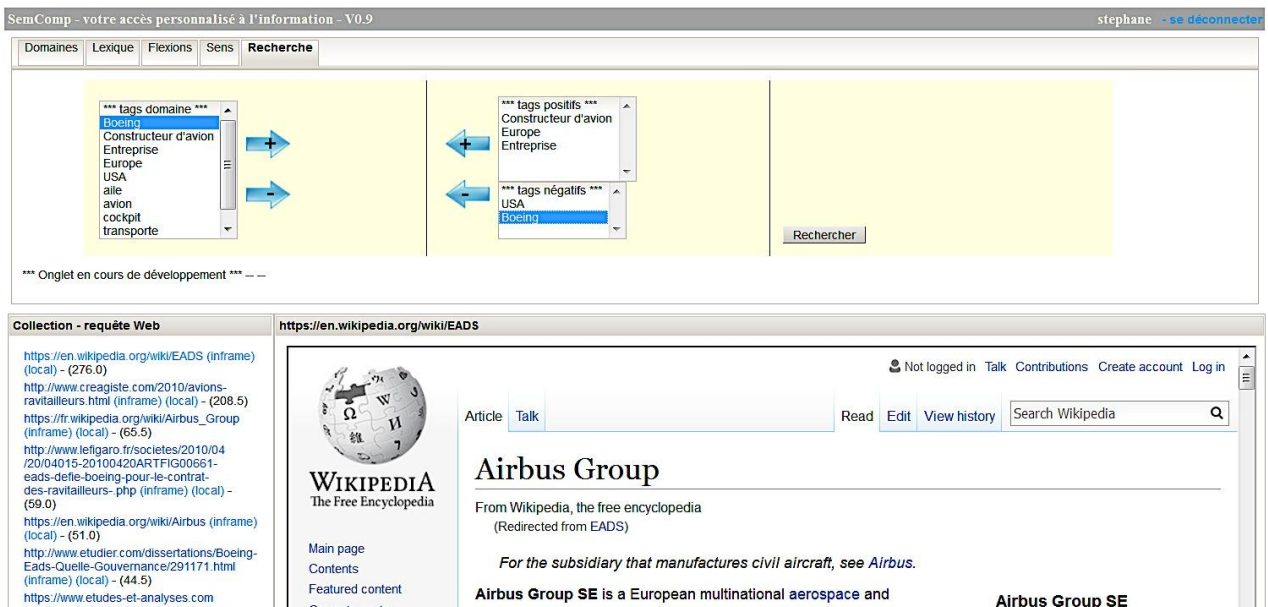 SemComp - votre accès personnalisé à l'information - V0.9
stephane - se déconnecter
Domaines Lexique Flexions Sens Recherche
*** tags domaine ***
Boeing
Constructeur d'avion
Entreprise
Europe
USA
aile
avion
cockpit
transporte
+
-
+
-
*** tags positifs ***
Constructeur d'avion
Europe
Entreprise
*** tags négatifs ***
USA
Boeing
Rechercher
*** Onglet en cours de développement *** -- --
Collection - requête Web
https://en.wikipedia.org/wiki/EADS (inframe)
(local) - (276.0)
http://www.creagiste.com/2010/avions-
ravitailleurs.html (inframe) (local) - (208.5)
https://fr.wikipedia.org/wiki/Airbus_Group
(inframe) (local) - (65.5)
http://www.lefigaro.fr/societes/2010/04
/20/04015-20100420ARTFIG00661-
eads-defie-boeing-pour-le-contrat-
des-ravitailleurs-.php (inframe) (local) -
(59.0)
https://en.wikipedia.org/wiki/Airbus (inframe)
(local) - (51.0)
http://www.etudier.com/dissertations/Boeing-
Eads-Quelle-Gouvernance/291171.html
(inframe) (local) - (44.5)
https://www.etudes-et-analyses.com
https://en.wikipedia.org/wiki/EADS
WIKIPEDIA
The Free Encyclopedia
Main page
Contents
Featured content
Not logged in Talk Contributions Create account Log in
Article Talk
Read Edit View history Search Wikipedia
Airbus Group
From Wikipedia, the free encyclopedia
(Redirected from EADS)
For the subsidiary that manufactures civil aircraft, see Airbus.
Airbus Group SE is a European multinational aerospace and
Airbus Group SE